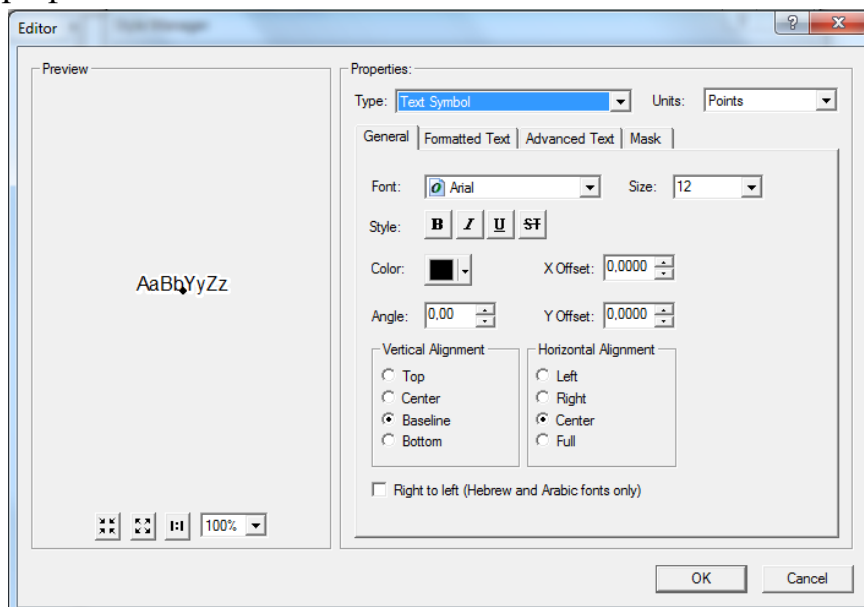 Editor
Preview
AaBbYyZz
100%
Properties:
Type: Text Symbol Units: Points
General Formatted Text Advanced Text Mask
Font: Arial Size: 12
Style: B I U ST
Color: X Offset: 0,0000
Angle: 0,00 Y Offset: 0,0000
Vertical Alignment
Top
Center
Baseline
Bottom
Horizontal Alignment
Left
Right
Center
Full
Right to left (Hebrew and Arabic fonts only)
OK Cancel